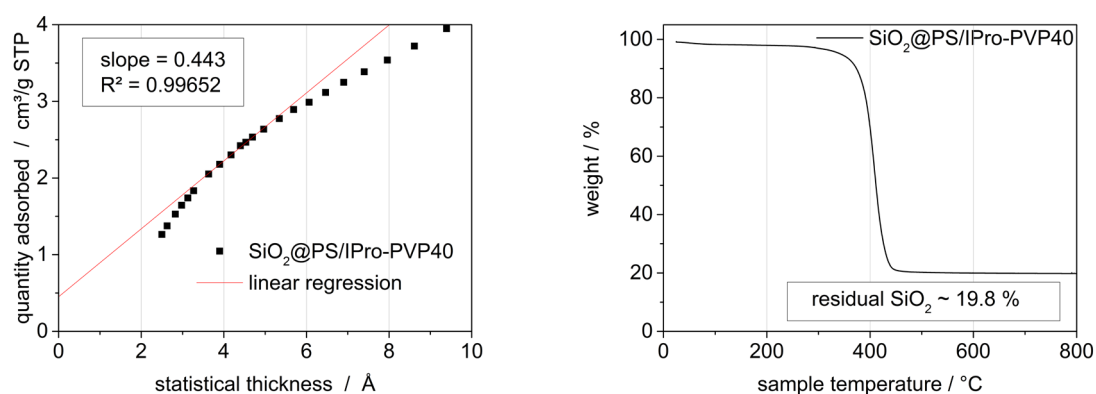 4
3
2
1
0
quantity adsorbed / cm³/g STP
slope = 0.443
R² = 0.99652
SiO₂@PS/IPro-PVP40
linear regression
0 2 4 6 8 10
statistical thickness / Å
100
80
60
40
20
0
weight / %
SiO₂@PS/IPro-PVP40
residual SiO₂ ~ 19.8 %
0 200 400 600 800
sample temperature / °C